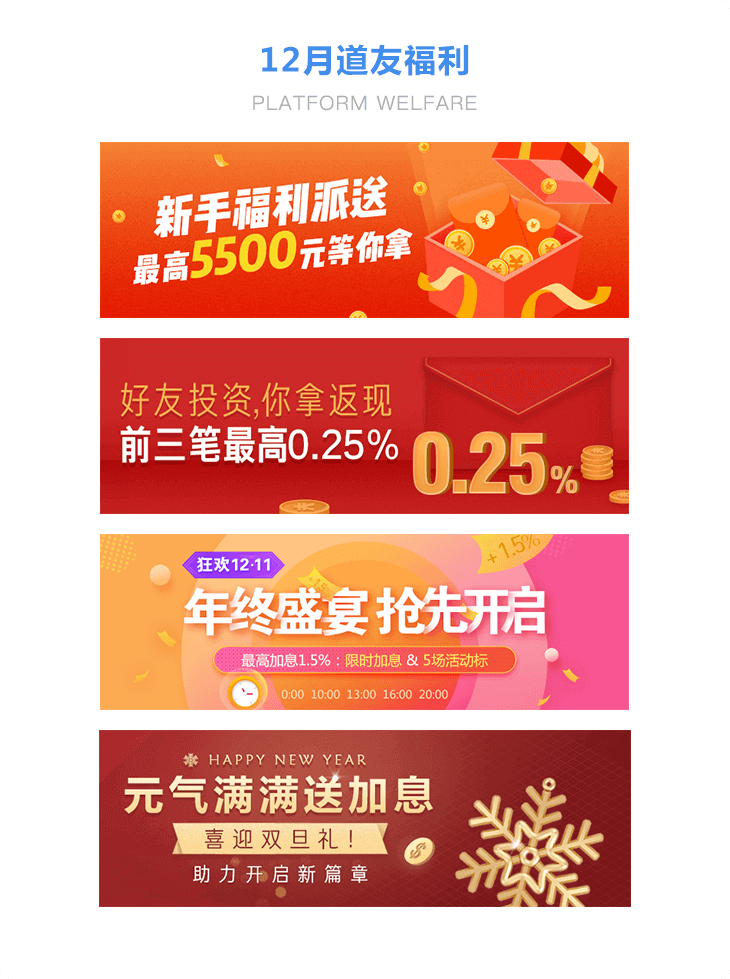 12月道友福利
PLATFORM WELFARE
新手福利派送
最高5500元等你拿
好友投资,你拿返现
前三笔最高0.25%
0.25%
狂欢12·11
+1.5%
年终盛宴 抢先开启
最高加息1.5%：限时加息 & 5场活动标
0:00 10:00 13:00 16:00 20:00
HAPPY NEW YEAR
元气满满送加息
喜迎双旦礼!
助力开启新篇章